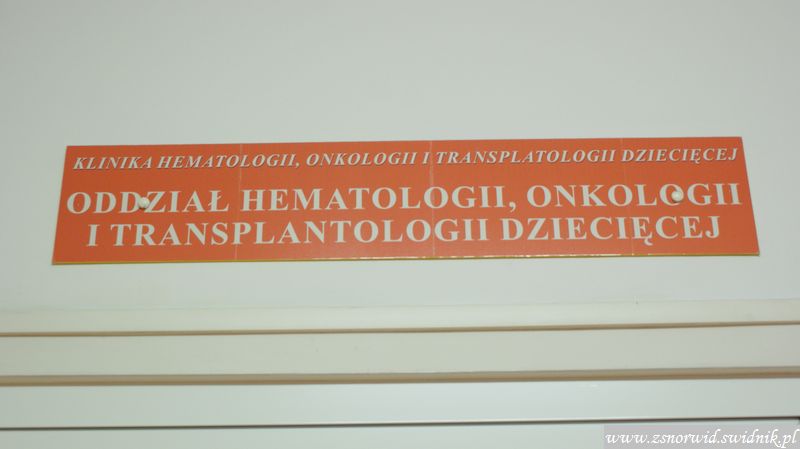 KLINIKA HEMATOLOGII, ONKOLOGII I TRANSPLATOLOGII DZIECIĘCEJ
ODDZIAŁ HEMATOLOGII, ONKOLOGII
I TRANSPLANTOLOGII DZIECIĘCEJ
www.zsnorwid.swidnik.pl